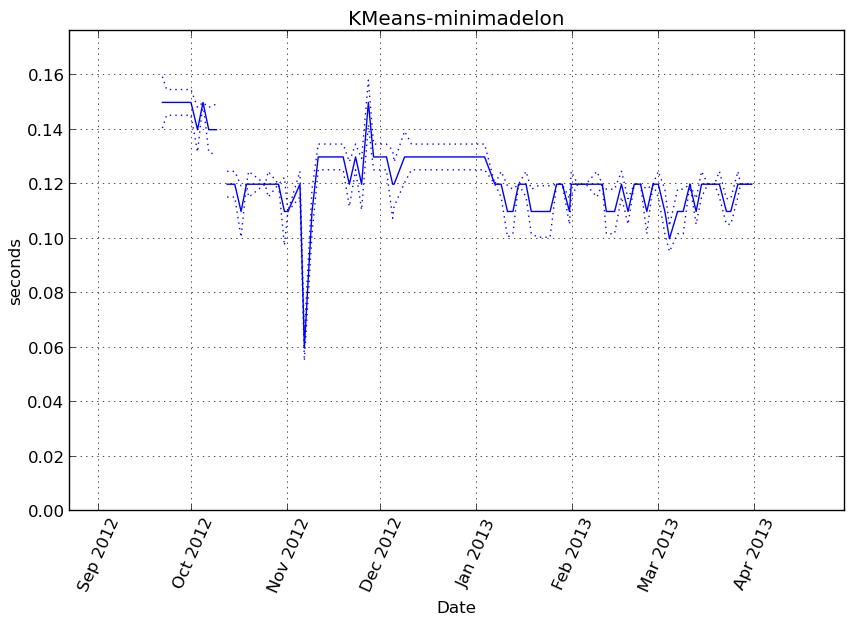 KMeans-minimadelon
0.16
0.14
0.12
0.10
0.08
0.06
0.04
0.02
0.00
seconds
Sep 2012
Oct 2012
Nov 2012
Dec 2012
Jan 2013
Feb 2013
Mar 2013
Apr 2013
Date